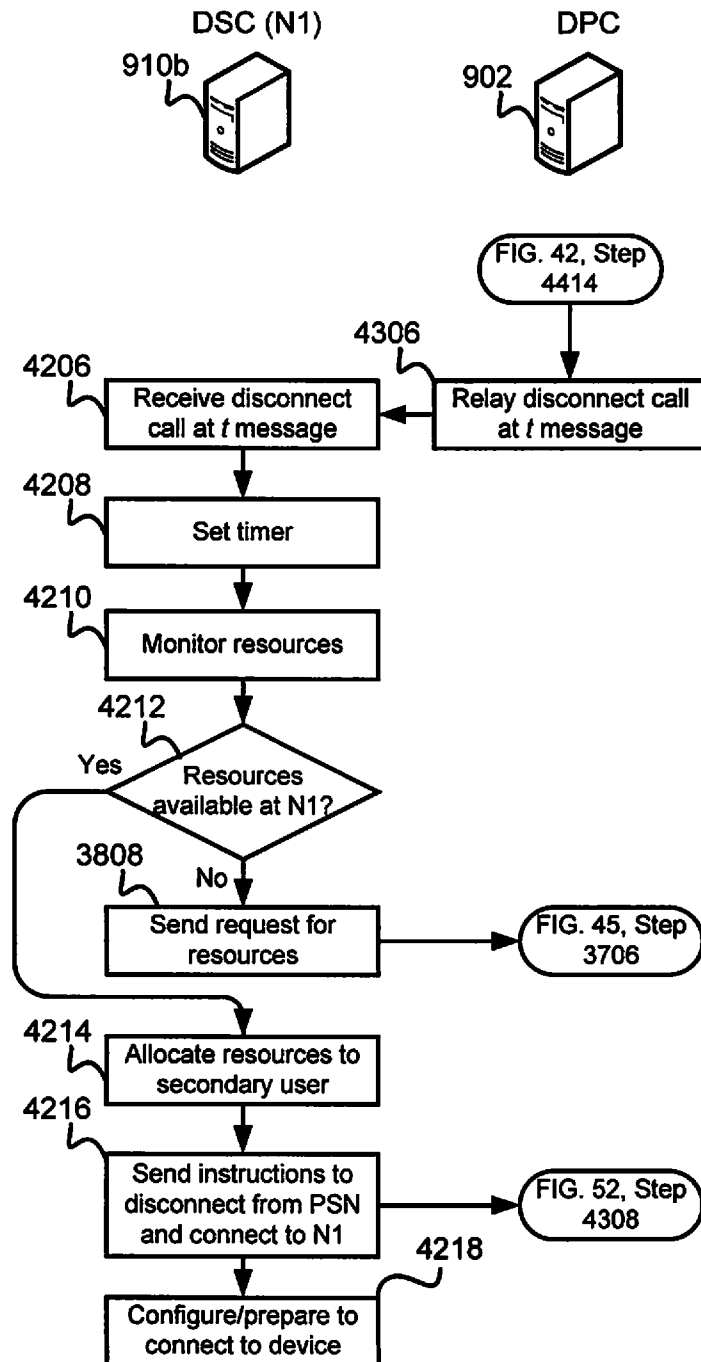 DSC (N1)
DPC
910b
902
FIG. 42, Step
4414
4306
4206
Receive disconnect
call at t message
Relay disconnect call
at t message
4208
Set timer
4210
Monitor resources
4212
Yes
Resources
available at N1?
3808
No
Send request for
resources
FIG. 45, Step
3706
4214
Allocate resources to
secondary user
4216
Send instructions to
disconnect from PSN
and connect to N1
FIG. 52, Step
4308
4218
Configure/prepare to
connect to device